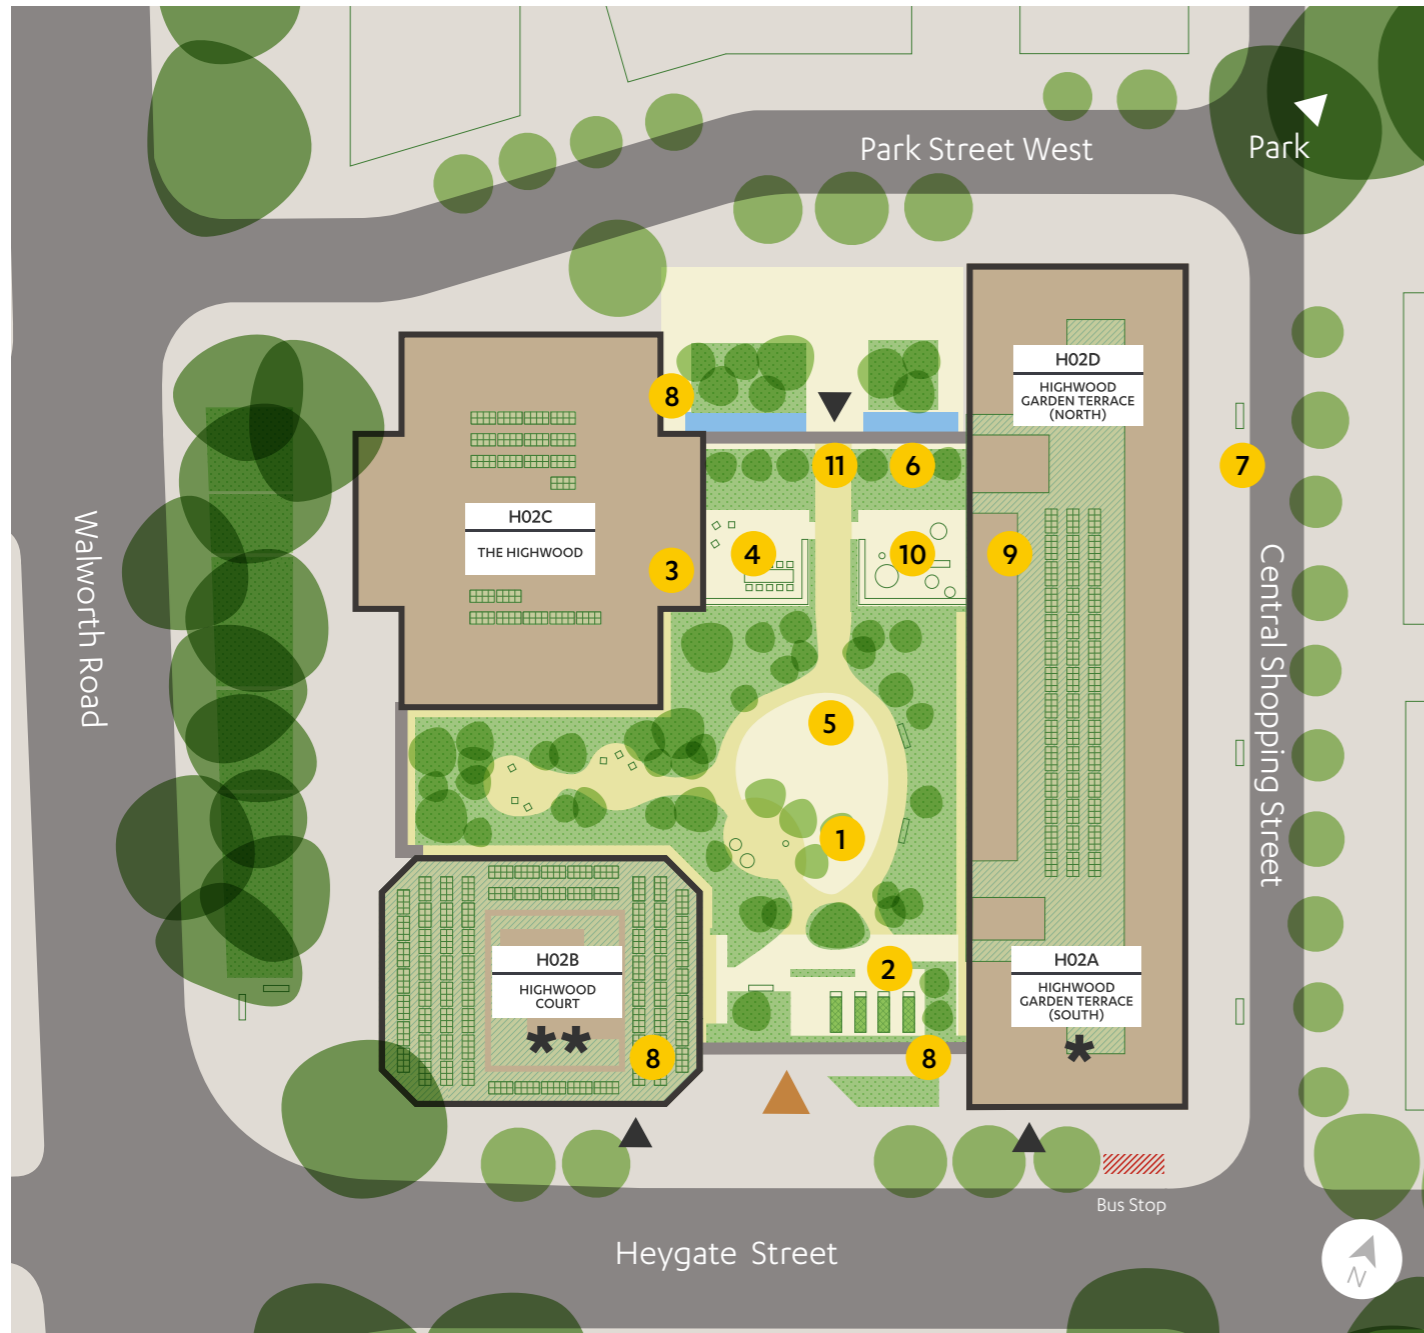 Park Street West
Park
H02D
HIGHWOOD
GARDEN TERRACE
(NORTH)
8
11
6
7
H02C
THE HIGHWOOD
3
4
10
9
Walworth Road
Central Shopping Street
5
1
H02B
HIGHWOOD
COURT
**
2
H02A
HIGHWOOD
GARDEN TERRACE
(SOUTH)
*
8
8
Bus Stop
Heygate Street
N